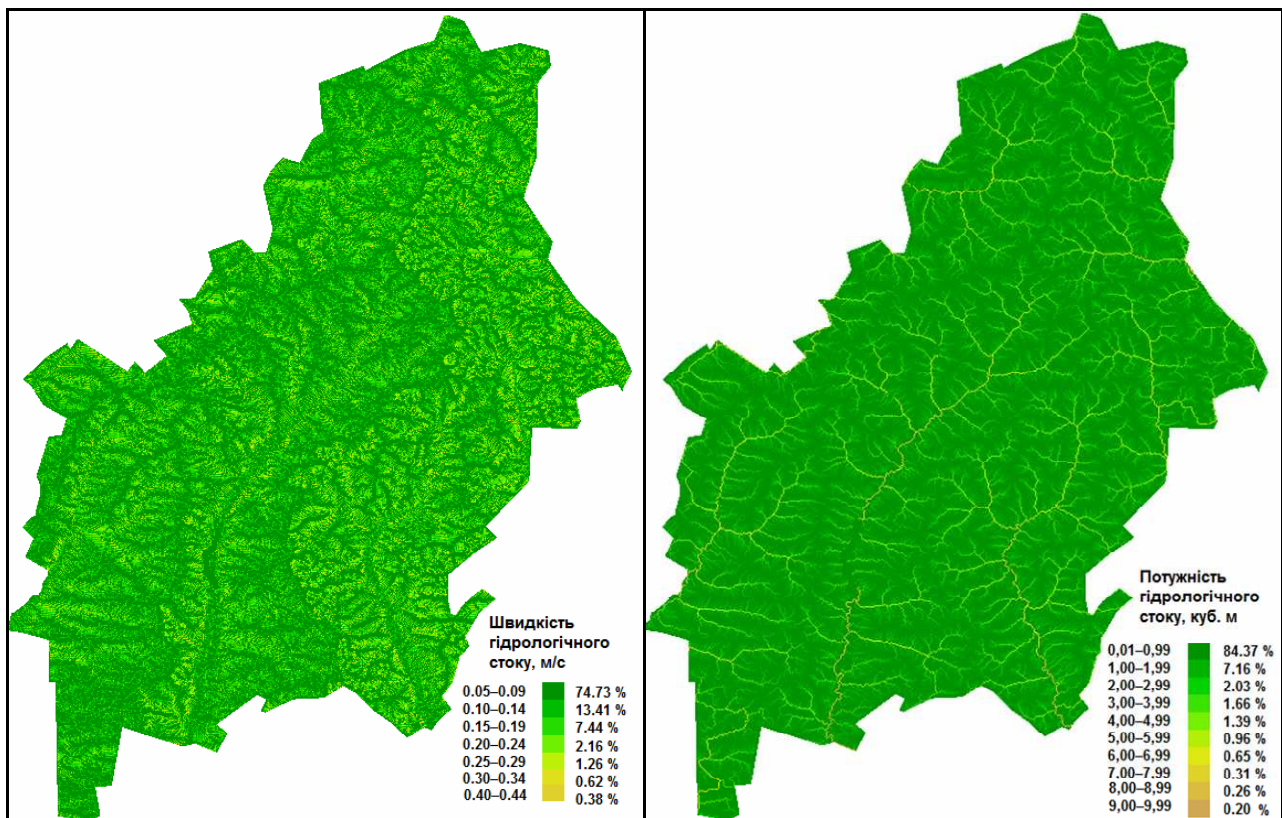 Швидкість
гідрологічного
стоку, м/с
0.05–0.09 74.73 %
0.10–0.14 13.41 %
0.15–0.19 7.44 %
0.20–0.24 2.16 %
0.25–0.29 1.26 %
0.30–0.34 0.62 %
0.40–0.44 0.38 %
Потужність
гідрологічного
стоку, куб. м
0,01–0,99 84.37 %
1,00–1,99 7.16 %
2,00–2,99 2.03 %
3,00–3,99 1.66 %
4,00–4,99 1.39 %
5,00–5,99 0.96 %
6,00–6,99 0.65 %
7,00–7.99 0.31 %
8,00–8,99 0.26 %
9,00–9,99 0.20 %